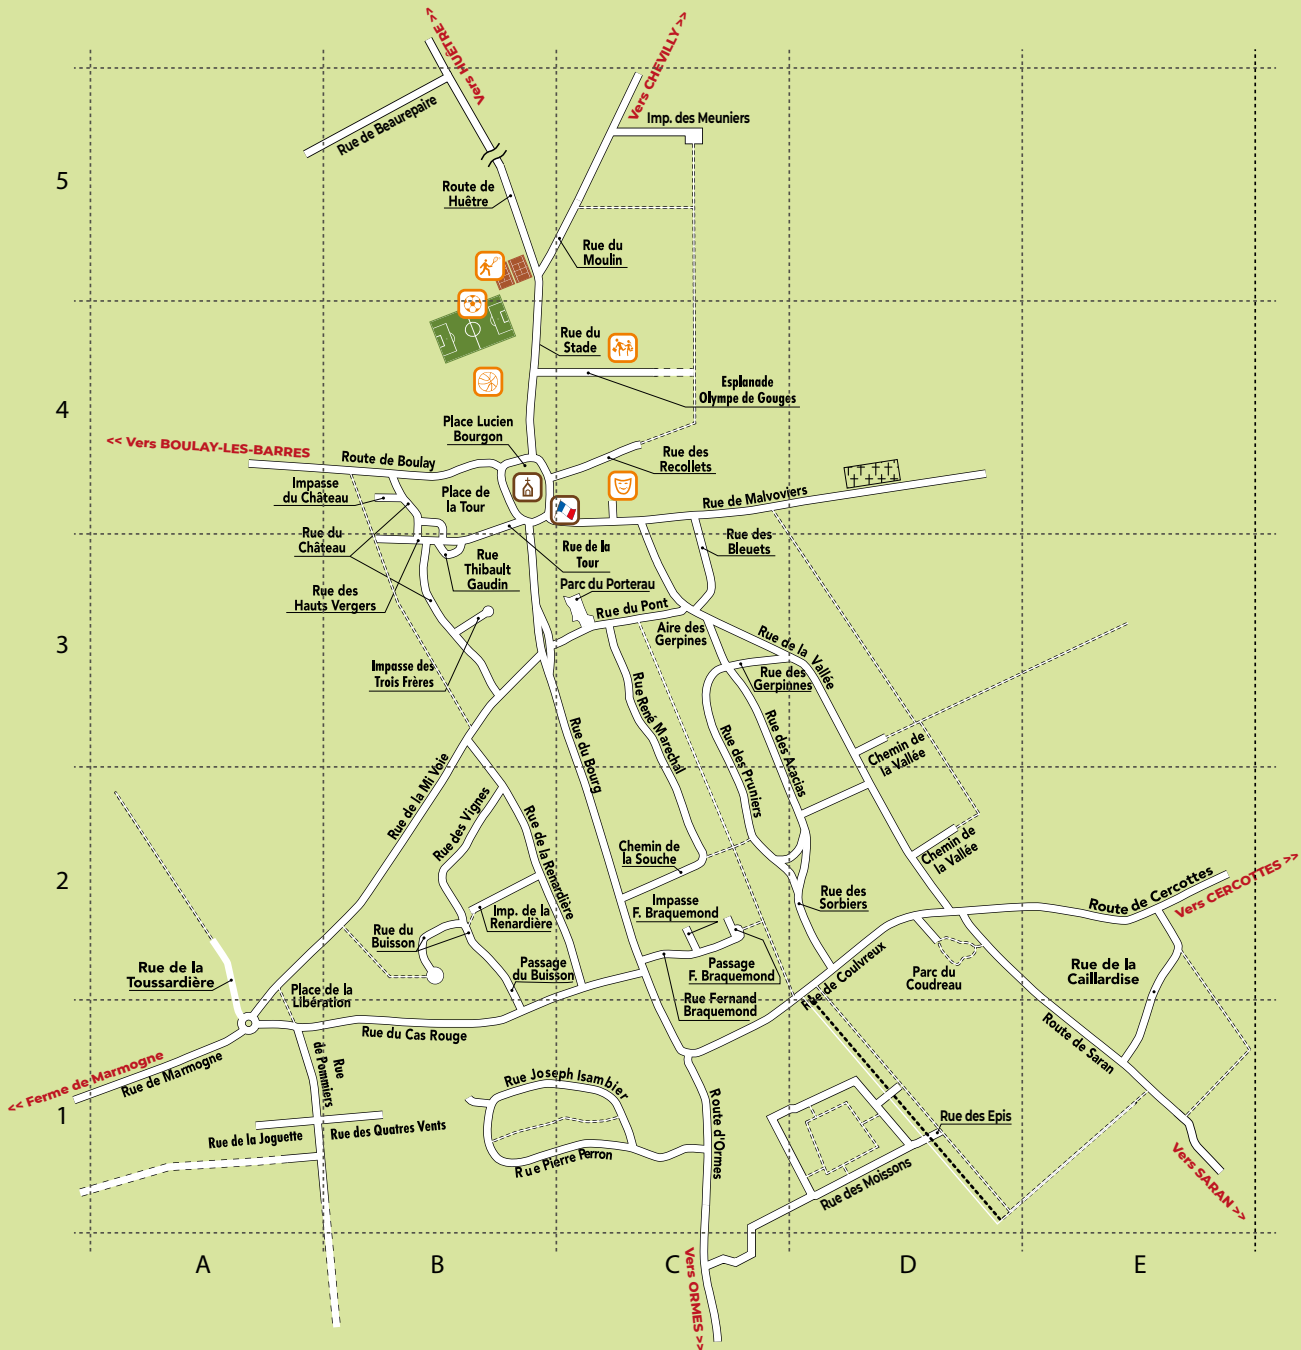 << Vers HUÊTRE
Vers CHEVILLY >>
Rue de Beaurepaire
Imp. des Meuniers
5
Route de
Huêtre
Rue du
Moulin
Rue du
Stade
Esplanade
Olympe de Gouges
4
Place Lucien
Bourgon
<< Vers BOULAY-LES-BARRES
Route de Boulay
Rue des
Recollets
Impasse
du Château
Place de
la Tour
Rue de Malvoviers
Rue du
Château
Rue
Thibault
Gaudin
Rue de la
Tour
Rue des
Bleuets
Rue des
Hauts Vergers
Parc du Porterau
Rue du Pont
Aire des
Gerpines
3
Rue de la Vallée
Impasse des
Trois Frères
Rue des
Gerpinnes
Rue René Marechal
Rue du Bourg
Rue des Pruniers
Rue des Acacias
Chemin de
la Vallée
Rue de la Mi Voie
Rue des Vignes
Rue de la Renardière
Chemin de
la Souche
Chemin de
la Vallée
2
Impasse
F. Braquemond
Rue des
Sorbiers
Route de Cercottes
Vers CERCOTTES >>
Imp. de la
Renardière
Rue du
Buisson
Passage
du Buisson
Passage
F. Braquemond
Rue de Coulvreux
Parc du
Coudreau
Rue de la
Caillardise
Rue de la
Toussardière
Place de la
Libération
Rue Fernand
Braquemond
Rue du Cas Rouge
Route de Saran
<< Ferme de Marmogne
Rue de Marmogne
Rue
de Pommiers
Rue Joseph Isambier
Route d'Ormes
1
Rue de la Joguette
Rue des Quatres Vents
Rue des Epis
Rue Pierre Perron
Rue des Moissons
Vers SARAN >>
Vers ORMES >>
A
B
C
D
E